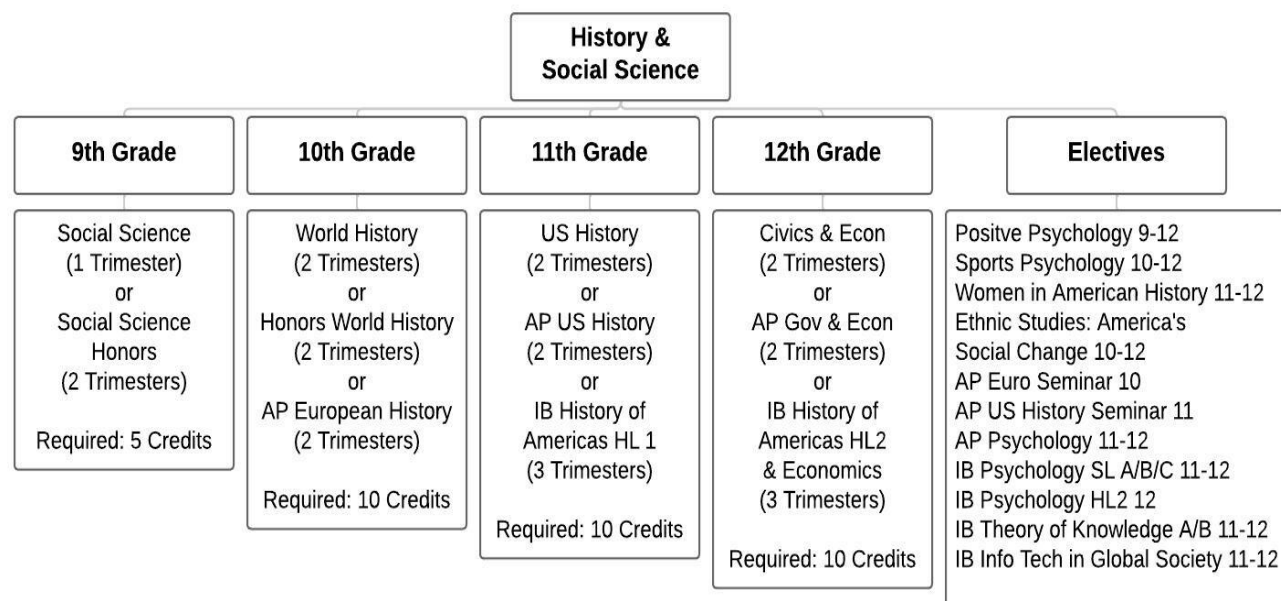 History &
Social Science
9th Grade
10th Grade
11th Grade
12th Grade
Electives
Social Science
(1 Trimester)
or
Social Science
Honors
(2 Trimesters)
Required: 5 Credits
World History
(2 Trimesters)
or
Honors World History
(2 Trimesters)
or
AP European History
(2 Trimesters)
Required: 10 Credits
US History
(2 Trimesters)
or
AP US History
(2 Trimesters)
or
IB History of
Americas HL 1
(3 Trimesters)
Required: 10 Credits
Civics & Econ
(2 Trimesters)
or
AP Gov & Econ
(2 Trimesters)
or
IB History of
Americas HL2
& Economics
(3 Trimesters)
Required: 10 Credits
Positve Psychology 9-12
Sports Psychology 10-12
Women in American History 11-12
Ethnic Studies: America's
Social Change 10-12
AP Euro Seminar 10
AP US History Seminar 11
AP Psychology 11-12
IB Psychology SL A/B/C 11-12
IB Psychology HL2 12
IB Theory of Knowledge A/B 11-12
IB Info Tech in Global Society 11-12